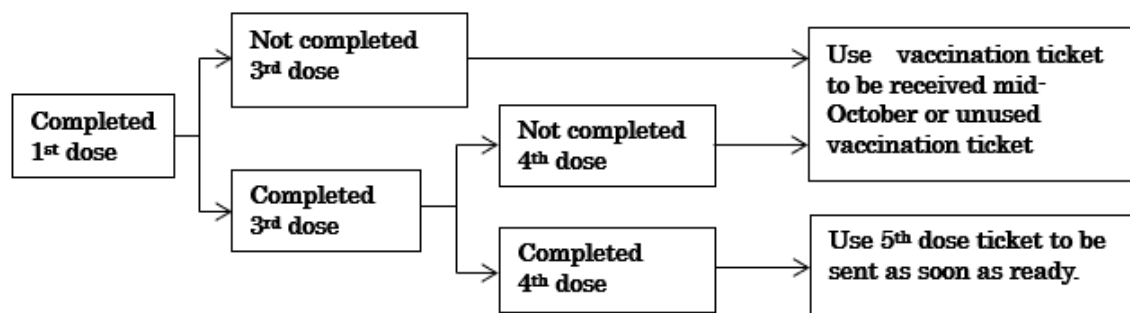 Completed
1st dose
Not completed
3rd dose
Completed
3rd dose
Not completed
4th dose
Completed
4th dose
Use vaccination ticket
to be received mid-
October or unused
vaccination ticket
Use 5th dose ticket to be
sent as soon as ready.